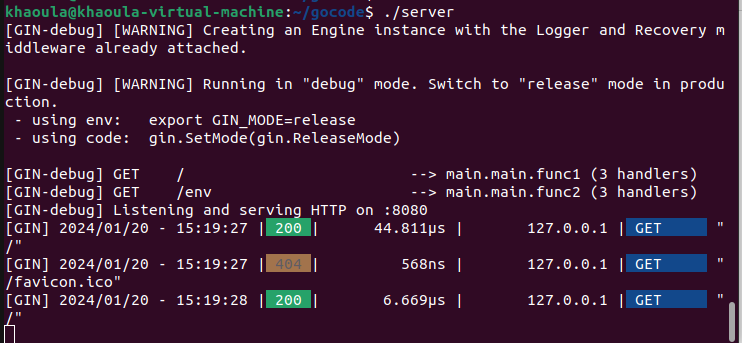 khaoula@khaoula-virtual-machine:~/gocode$ ./server
[GIN-debug] [WARNING] Creating an Engine instance with the Logger and Recovery m
iddleware already attached.

[GIN-debug] [WARNING] Running in "debug" mode. Switch to "release" mode in produ
ction.
 - using env:   export GIN_MODE=release
 - using code:  gin.SetMode(gin.ReleaseMode)

[GIN-debug] GET    /                         --> main.main.func1 (3 handlers)
[GIN-debug] GET    /env                      --> main.main.func2 (3 handlers)
[GIN-debug] Listening and serving HTTP on :8080
[GIN] 2024/01/20 - 15:19:27 | 200 |      44.811µs |       127.0.0.1 | GET      "
/"
[GIN] 2024/01/20 - 15:19:27 | 404 |         568ns |       127.0.0.1 | GET      "
/favicon.ico"
[GIN] 2024/01/20 - 15:19:28 | 200 |       6.669µs |       127.0.0.1 | GET      "
/"